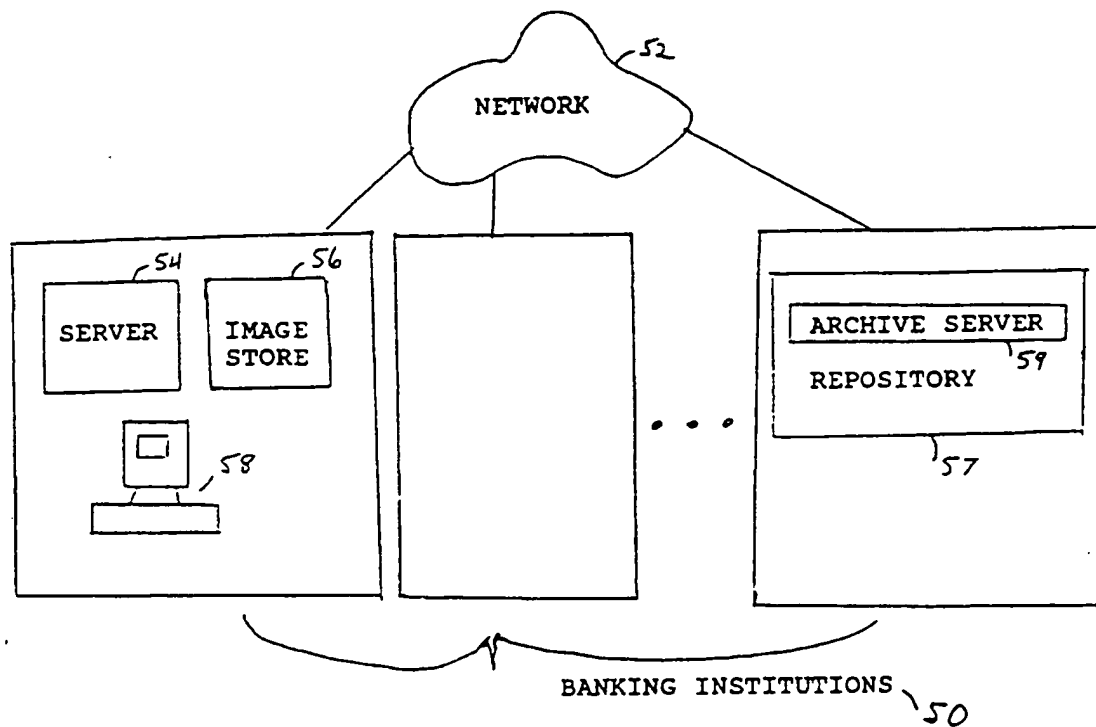 52
NETWORK
54
56
SERVER
IMAGE
STORE
ARCHIVE SERVER
59
REPOSITORY
57
58
BANKING INSTITUTIONS
50